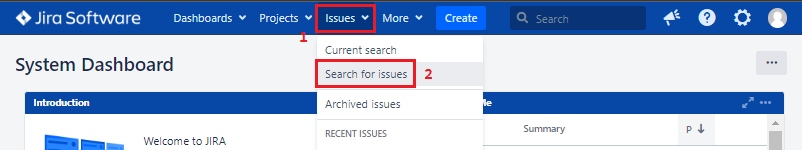 Jira Software Dashboards Projects Issues More Create Search
1
Current search
System Dashboard
Search for issues 2
Introduction Me
Archived issues
Welcome to JIRA
Summary P
RECENT ISSUES